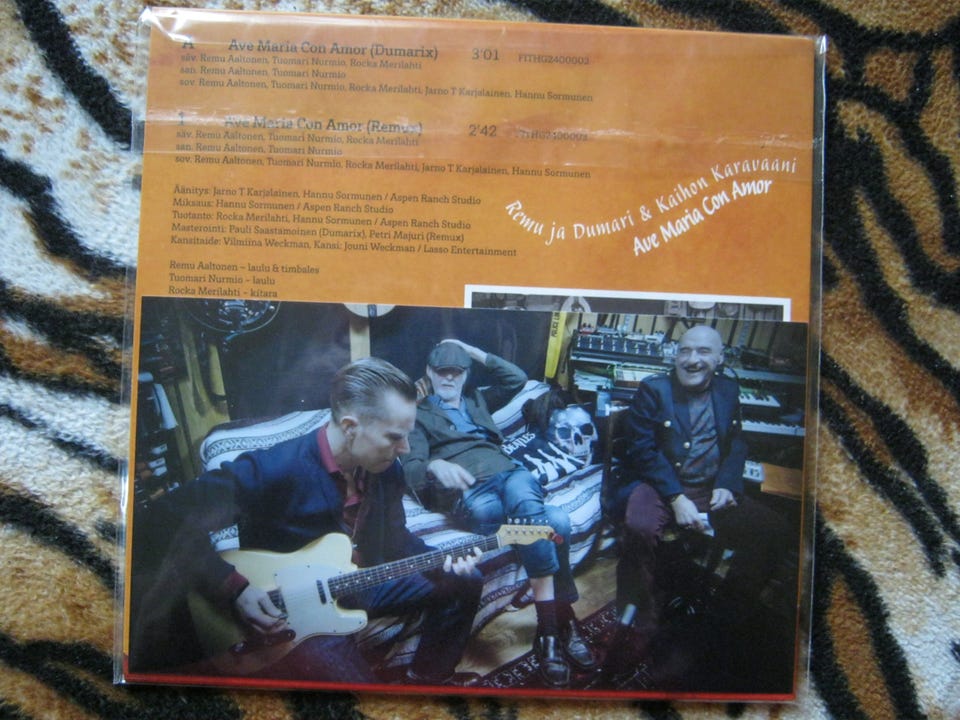 A Ave Maria Con Amor (Dumarix) 3'01 FITHG2400002
säv. Remu Aaltonen, Tuomari Nurmio, Rocka Merilahti
san. Remu Aaltonen, Tuomari Nurmio
sov. Remu Aaltonen, Tuomari Nurmio, Rocka Merilahti, Jarno T Karjalainen, Hannu Sormunen
1 Ave Maria Con Amor (Remux) 2'42
säv. Remu Aaltonen, Tuomari Nurmio, Rocka Merilahti
san. Remu Aaltonen, Tuomari Nurmio
sov. Remu Aaltonen, Tuomari Nurmio, Rocka Merilahti, Jarno T Karjalainen, Hannu Sormunen
Äänitys: Jarno T Karjalainen, Hannu Sormunen / Aspen Ranch Studio
Miksaus: Hannu Sormunen / Aspen Ranch Studio
Tuotanto: Rocka Merilahti, Hannu Sormunen / Aspen Ranch Studio
Masterointi: Pauli Saastamoinen (Dumarix), Petri Majuri (Remux)
Kansitaide: Vilmiina Weckman, Kansi: Jouni Weckman / Lasso Entertainment
Remu Aaltonen – laulu & timbales
Tuomari Nurmio – laulu
Rocka Merilahti – kitara
Remu ja Dumari & Kaihon Karavaani
Ave Maria Con Amor
BEATLES